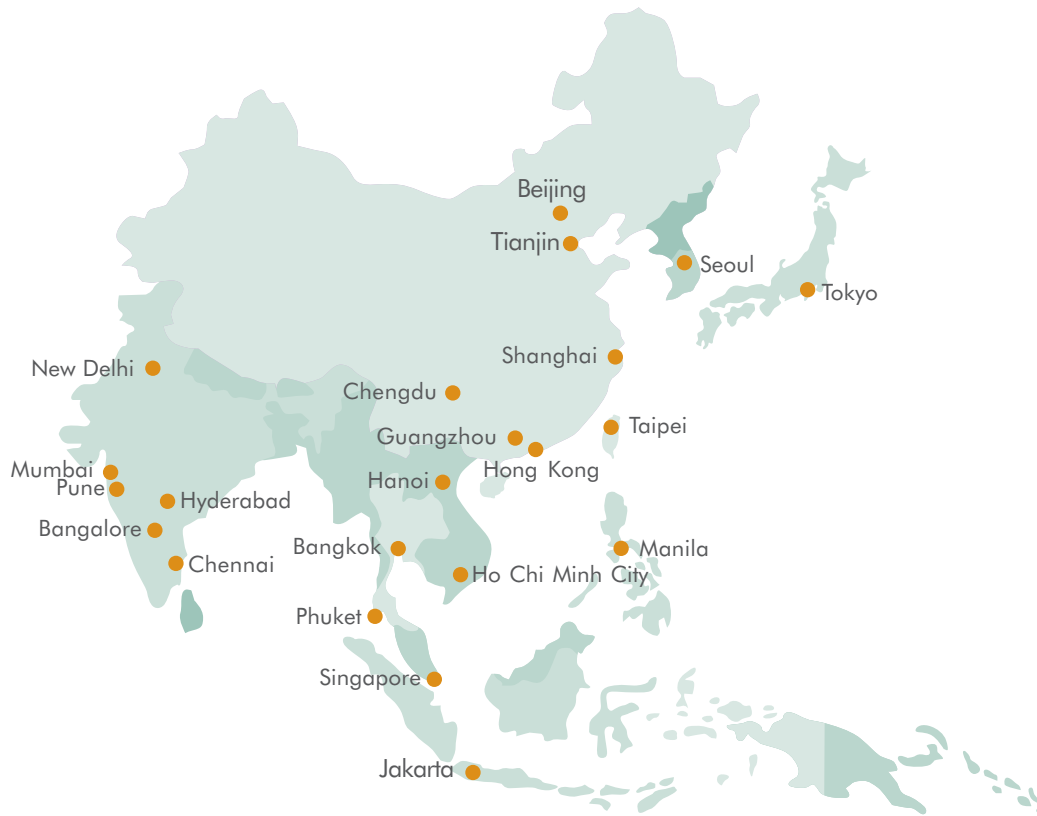 Beijing
Tianjin
Seoul
Tokyo
Shanghai
New Delhi
Chengdu
Taipei
Guangzhou
Hong Kong
Mumbai
Hanoi
Pune
Hyderabad
Bangalore
Bangkok
Manila
Chennai
Ho Chi Minh City
Phuket
Singapore
Jakarta